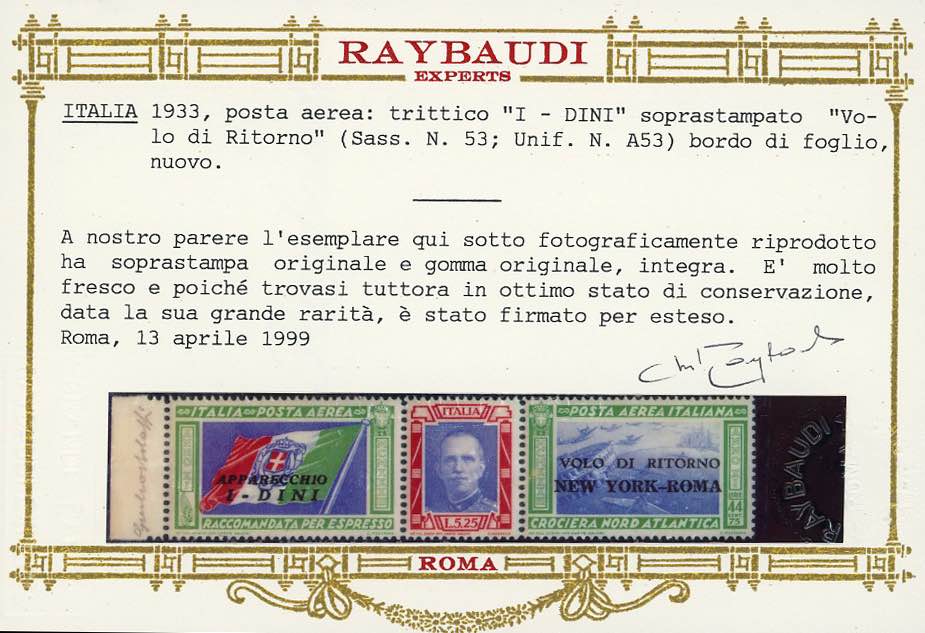 RAYBAUDI
EXPERTS
ITALIA 1933, posta aerea: trittico "I - DINI" soprastampato "Vo-
lo di Ritorno" (Sass. N. 53; Unif. N. A53) bordo di foglio,
nuovo.
A nostro parere l'esemplare qui sotto fotograficamente riprodotto
ha soprastampa originale e gomma originale, integra. E' molto
fresco e poiché trovasi tuttora in ottimo stato di conservazione,
data la sua grande rarità, è stato firmato per esteso.
Roma, 13 aprile 1999
ITALIA-POSTA AEREA
APPARECCHIO
I-DINI
RACCOMANDATA PER ESPRESSO
ITALIA
L.5,25
POSTA AEREA ITALIANA
VOLO DI RITORNO
NEW YORK-ROMA
LIRE
44
CENT
75
CROCIERA NORD ATLANTICA
RAYBAUDI
ROMA